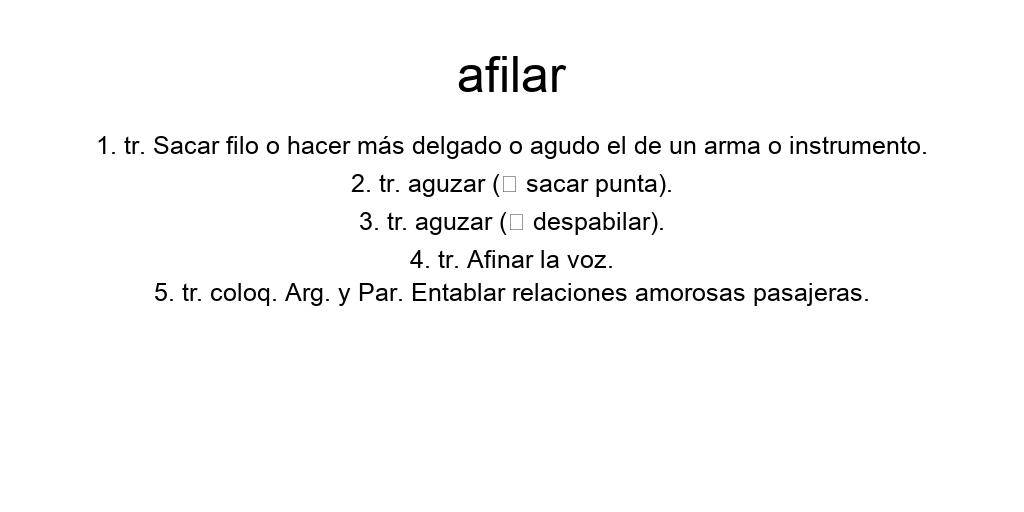 afilar
1. tr. Sacar filo o hacer más delgado o agudo el de un arma o instrumento.
2. tr. aguzar (□ sacar punta).
3. tr. aguzar (□ despabilar).
4. tr. Afinar la voz.
5. tr. coloq. Arg. y Par. Entablar relaciones amorosas pasajeras.